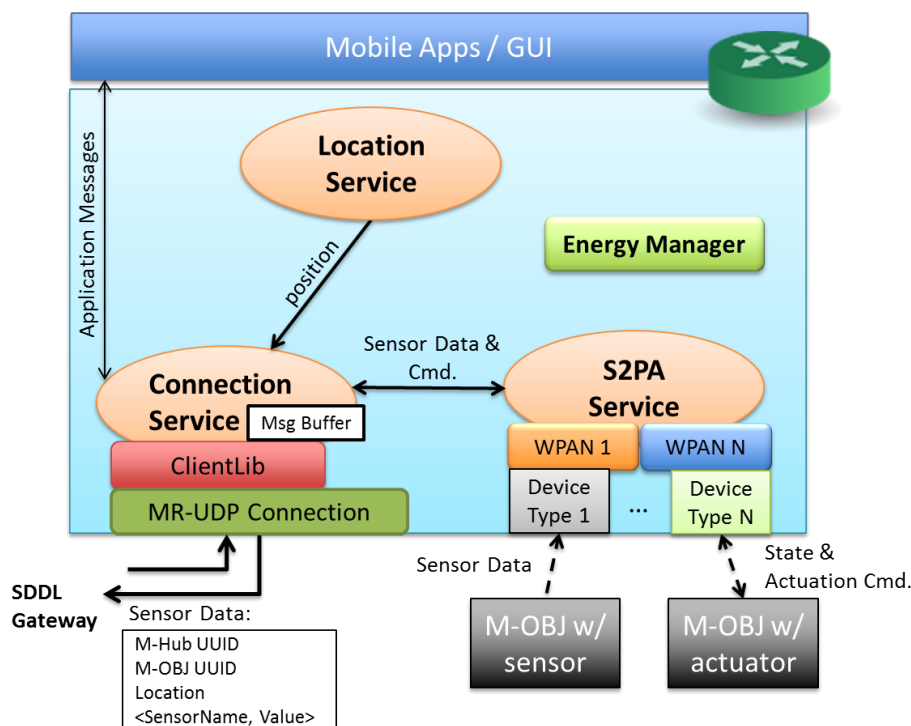 Mobile Apps / GUI
Application Messages
Location
Service
position
Energy Manager
Sensor Data &
Cmd.
Connection
Service
Msg Buffer
S2PA
Service
ClientLib
MR-UDP Connection
WPAN 1
WPAN N
Device
Type 1
...
Device
Type N
SDDL
Gateway
Sensor Data:
M-Hub UUID
M-OBJ UUID
Location
<SensorName, Value>
Sensor Data
State &
Actuation Cmd.
M-OBJ w/
sensor
M-OBJ w/
actuator